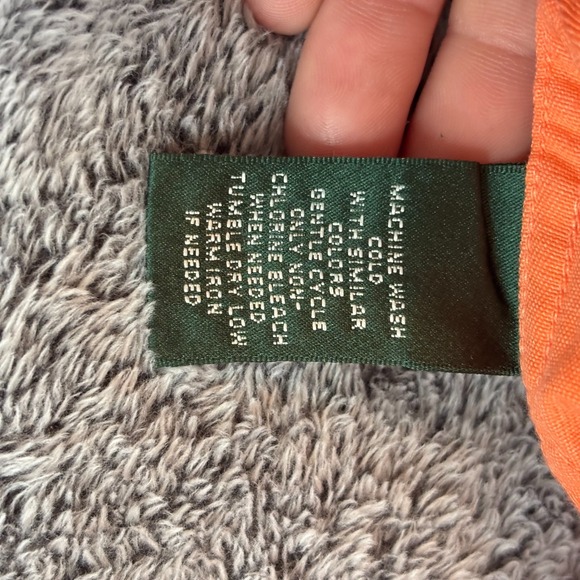 MACHINE WASH
COLD
WITH SIMILAR
COLORS
GENTLE CYCLE
ONLY NON-
CHLORINE BLEACH
WHEN NEEDED
TUMBLE DRY LOW
WARM IRON
IF NEEDED